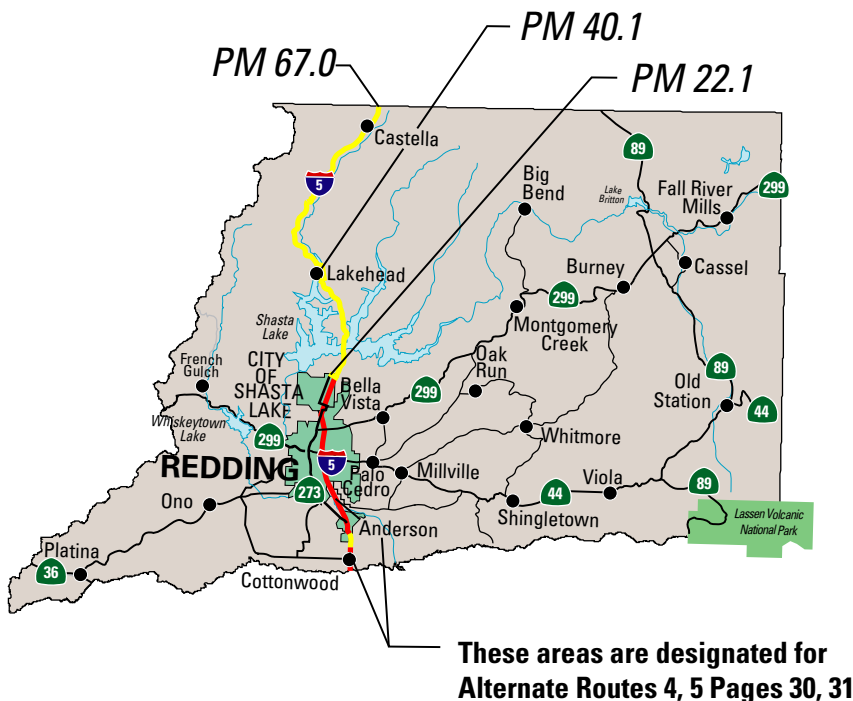 PM 40.1
PM 67.0
PM 22.1
Castella
89
5
Big
Bend
Lake
Britton
Fall River
Mills
299
Lakehead
Burney
Cassel
299
Montgomery
Creek
Shasta
Lake
French
Gulch
CITY
OF
SHASTA
LAKE
Bella
Vista
Oak
Run
299
89
Old
Station
44
Whiskeytown
Lake
299
Whitmore
REDDING
5
Palo
Cedro
Millville
273
Ono
Viola
44
89
Shingletown
Anderson
Lassen Volcanic
National Park
Platina
36
Cottonwood
These areas are designated for
Alternate Routes 4, 5 Pages 30, 31